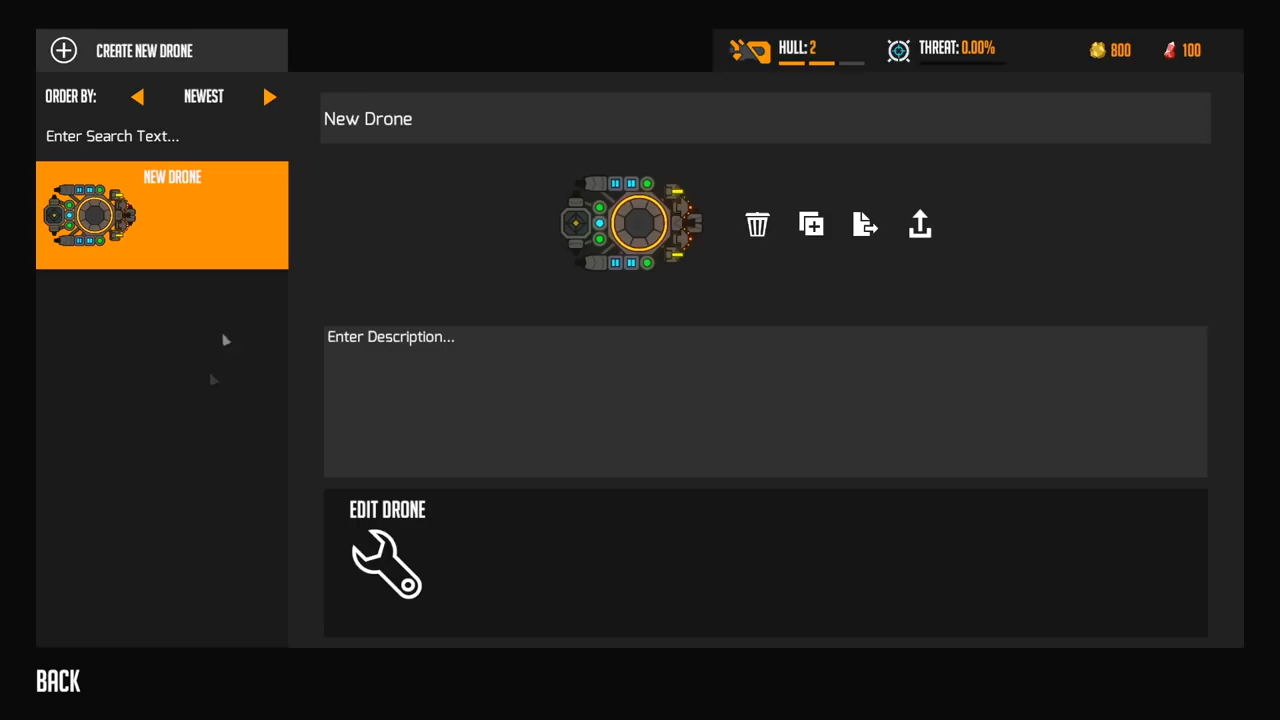 CREATE NEW DRONE
HULL: 2
THREAT: 0.00%
800
100
ORDER BY:
NEWEST
Enter Search Text...
NEW DRONE
New Drone
Enter Description...
EDIT DRONE
BACK